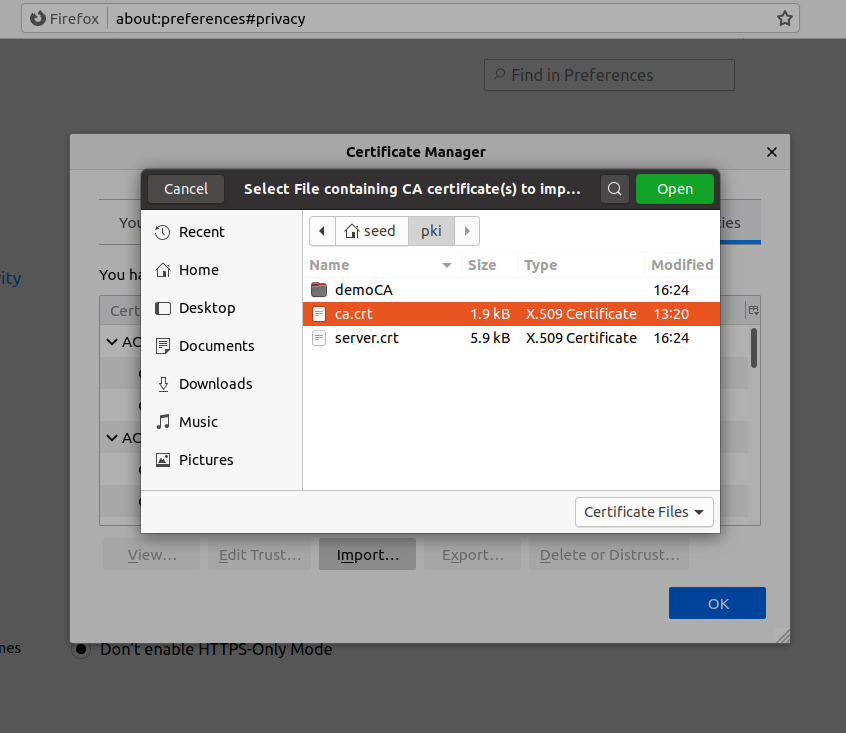 Firefox about:preferences#privacy
Find in Preferences
Certificate Manager
Cancel Select File containing CA certificate(s) to imp... Open
Recent
Home
Desktop
Documents
Downloads
Music
Pictures
seed pki
Name Size Type Modified
demoCA 16:24
ca.crt 1.9 kB X.509 Certificate 13:20
server.crt 5.9 kB X.509 Certificate 16:24
Certificate Files
You
ies
You ha
ity
Cert
AC
AC
View… Edit Trust… Import… Export… Delete or Distrust…
OK
nes
Don't enable HTTPS-Only Mode